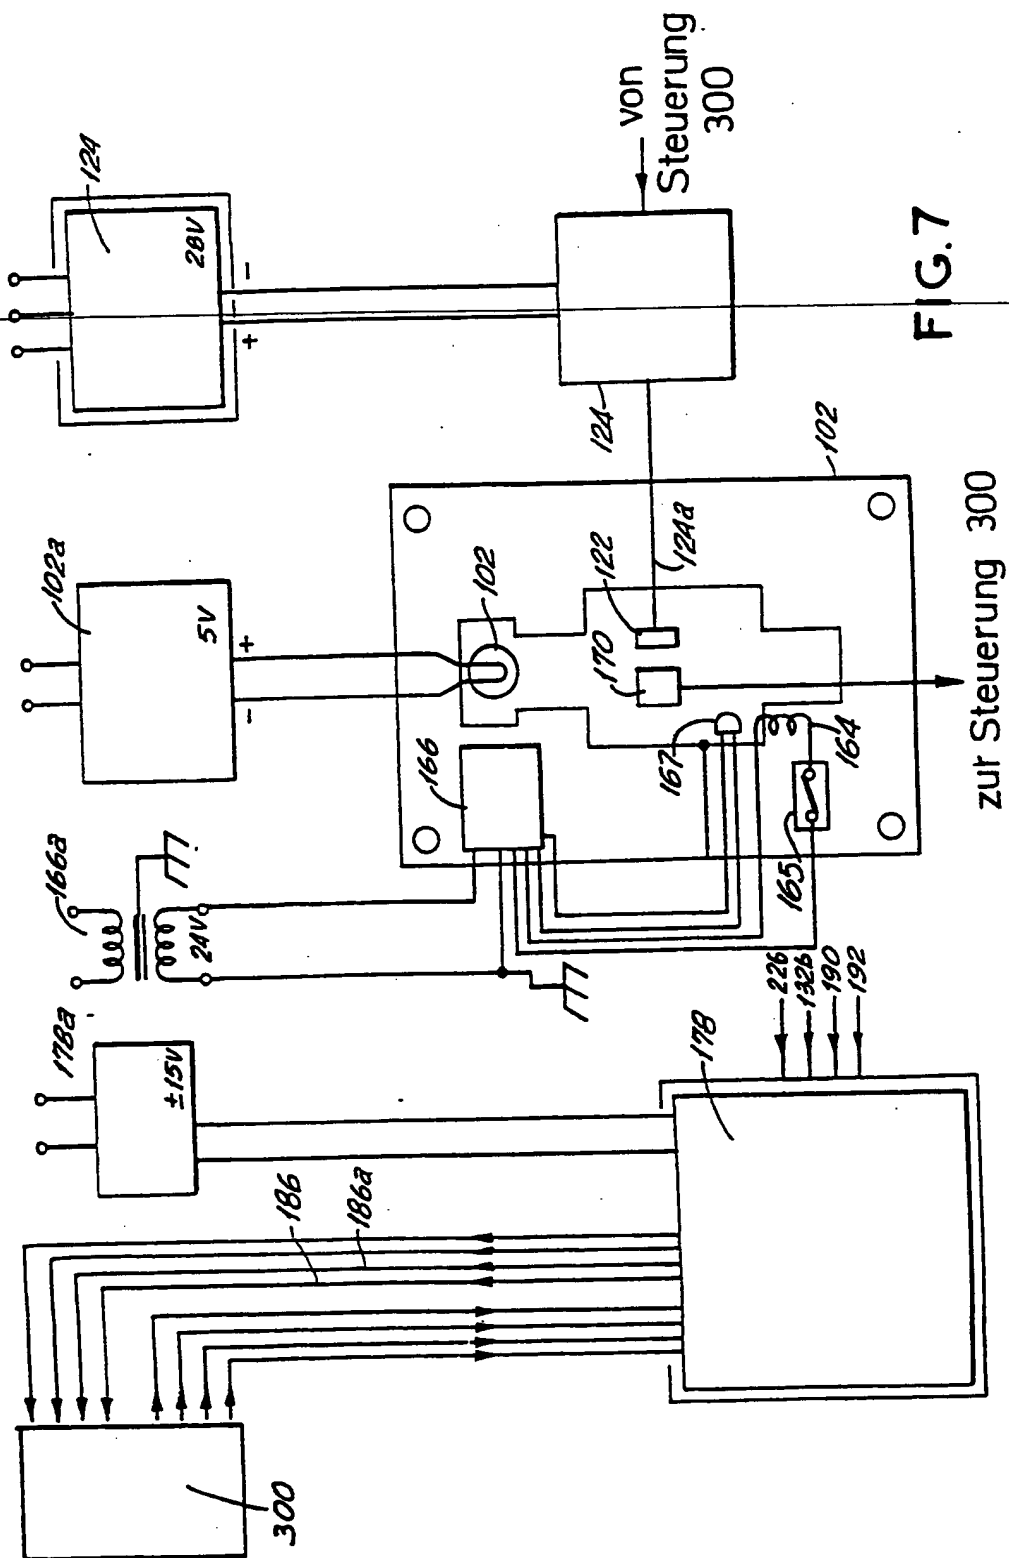 178a
±15V
166a
24V
102a
5V
- +
124
28V
+ -
186
186a
300
166
102
170
122
124a
124
von
Steuerung
300
167
164
165
102
226
132b
190
192
178
zur Steuerung 300
FIG.7